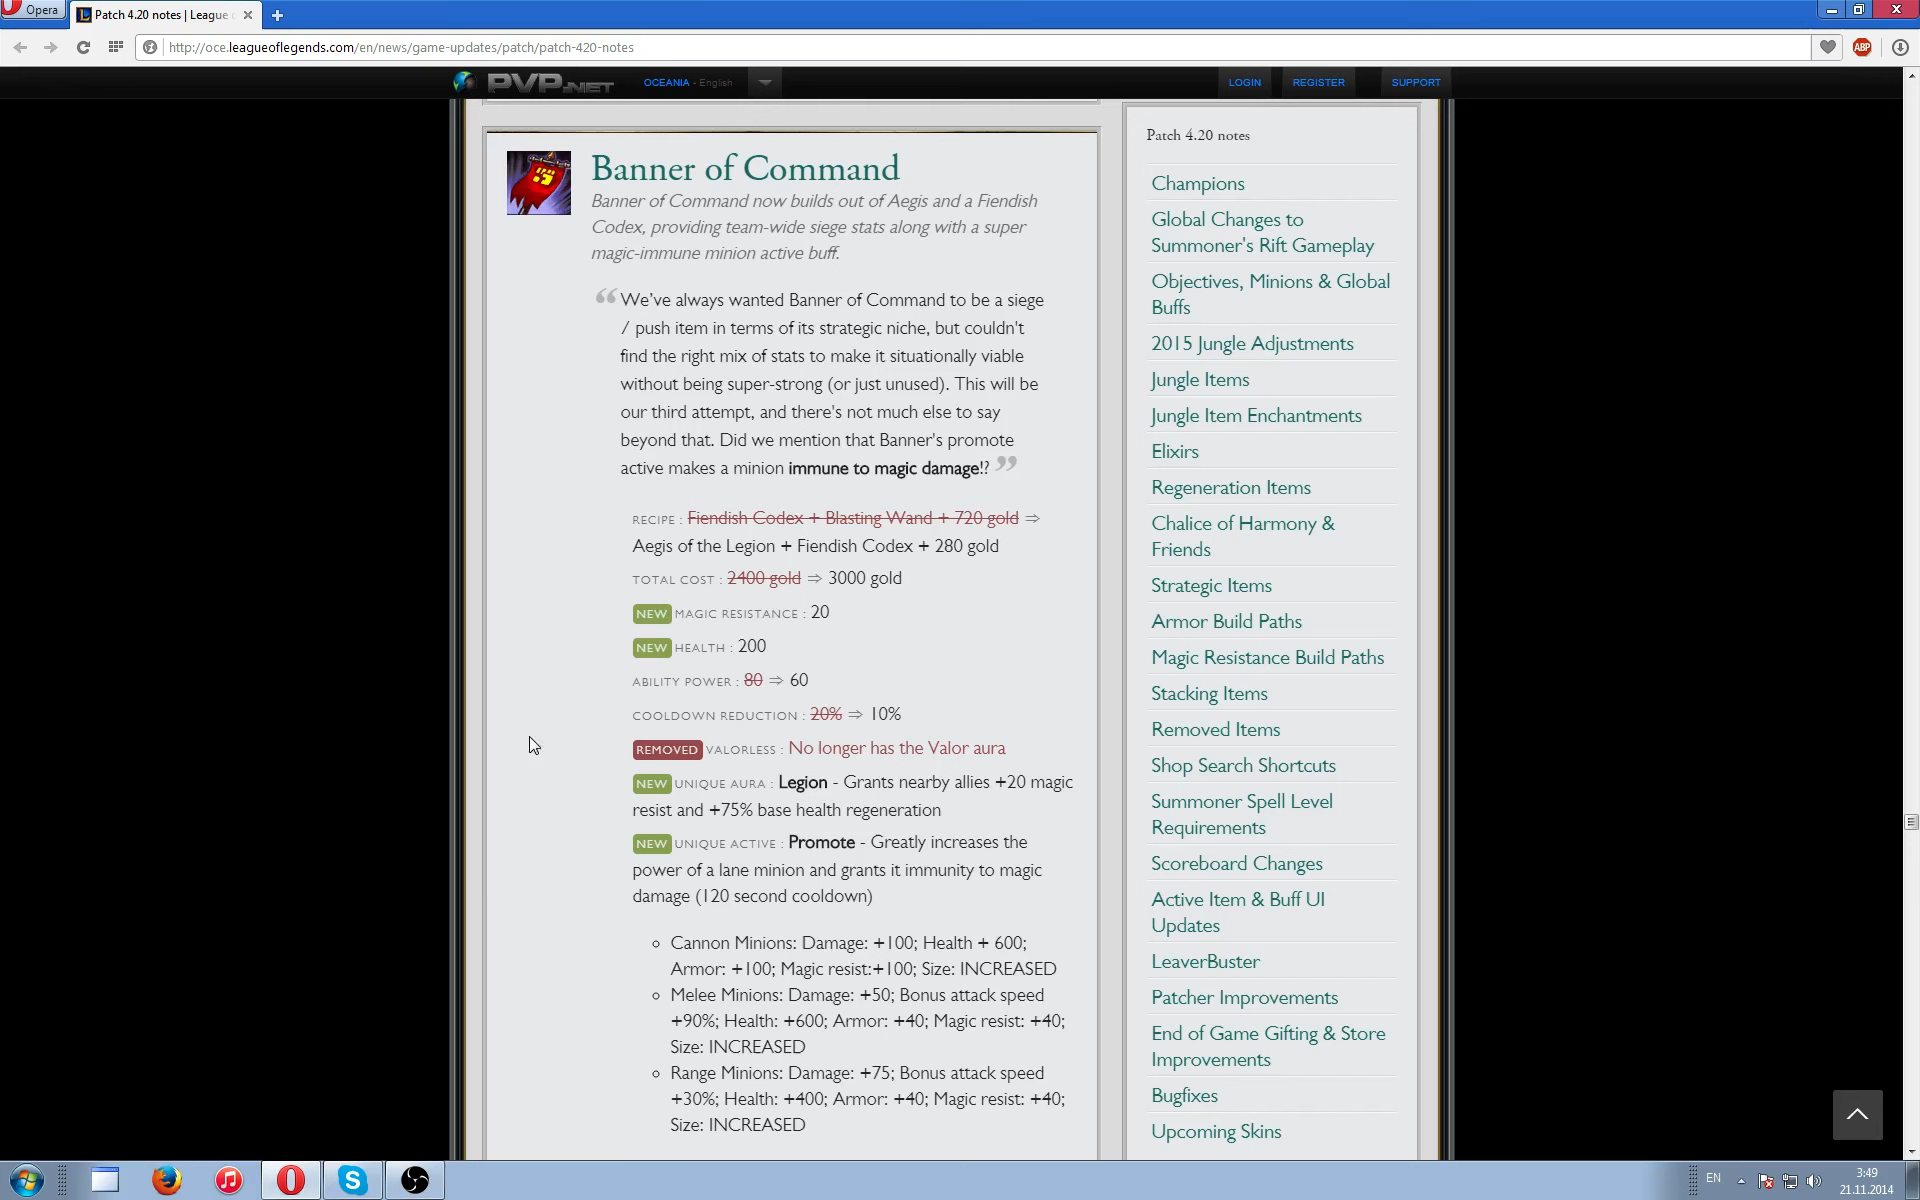 Opera
Patch 4.20 notes | League o
http://oce.leagueoflegends.com/en/news/game-updates/patch/patch-420-notes
ABP
PVP.NET
OCEANIA - English
LOGIN
REGISTER
SUPPORT
Banner of Command
Banner of Command now builds out of Aegis and a Fiendish
Codex, providing team-wide siege stats along with a super
magic-immune minion active buff.
“ We've always wanted Banner of Command to be a siege
/ push item in terms of its strategic niche, but couldn't
find the right mix of stats to make it situationally viable
without being super-strong (or just unused). This will be
our third attempt, and there's not much else to say
beyond that. Did we mention that Banner's promote
active makes a minion immune to magic damage!? ”
RECIPE : Fiendish Codex + Blasting Wand + 720 gold ⇒
Aegis of the Legion + Fiendish Codex + 280 gold
TOTAL COST : 2400 gold ⇒ 3000 gold
NEW MAGIC RESISTANCE : 20
NEW HEALTH : 200
ABILITY POWER : 80 ⇒ 60
COOLDOWN REDUCTION : 20% ⇒ 10%
REMOVED VALORLESS : No longer has the Valor aura
NEW UNIQUE AURA : Legion - Grants nearby allies +20 magic
resist and +75% base health regeneration
NEW UNIQUE ACTIVE : Promote - Greatly increases the
power of a lane minion and grants it immunity to magic
damage (120 second cooldown)
Cannon Minions: Damage: +100; Health + 600;
Armor: +100; Magic resist:+100; Size: INCREASED
Melee Minions: Damage: +50; Bonus attack speed
+90%; Health: +600; Armor: +40; Magic resist: +40;
Size: INCREASED
Range Minions: Damage: +75; Bonus attack speed
+30%; Health: +400; Armor: +40; Magic resist: +40;
Size: INCREASED
Patch 4.20 notes
Champions
Global Changes to
Summoner's Rift Gameplay
Objectives, Minions & Global
Buffs
2015 Jungle Adjustments
Jungle Items
Jungle Item Enchantments
Elixirs
Regeneration Items
Chalice of Harmony &
Friends
Strategic Items
Armor Build Paths
Magic Resistance Build Paths
Stacking Items
Removed Items
Shop Search Shortcuts
Summoner Spell Level
Requirements
Scoreboard Changes
Active Item & Buff UI
Updates
LeaverBuster
Patcher Improvements
End of Game Gifting & Store
Improvements
Bugfixes
Upcoming Skins
EN
3:49
21.11.2014